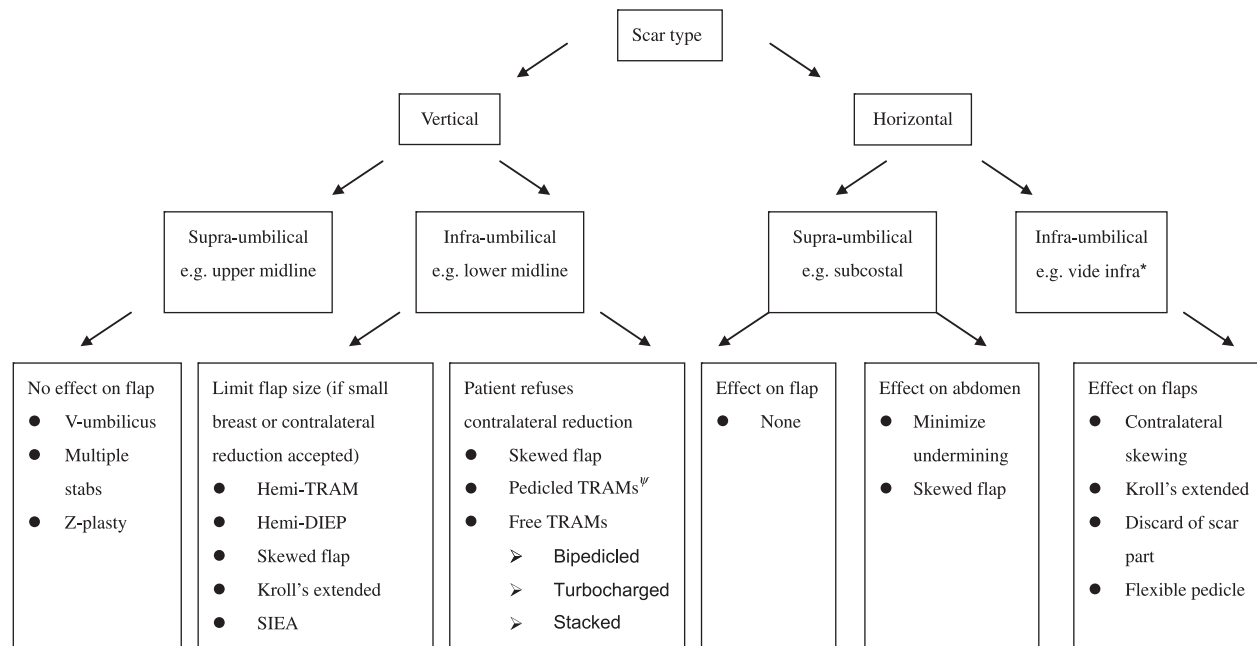 Scar type
Vertical
Horizontal
Supra-umbilical
e.g. upper midline
Infra-umbilical
e.g. lower midline
Supra-umbilical
e.g. subcostal
Infra-umbilical
e.g. vide infra*
No effect on flap
● V-umbilicus
● Multiple
stabs
● Z-plasty
Limit flap size (if small
breast or contralateral
reduction accepted)
● Hemi-TRAM
● Hemi-DIEP
● Skewed flap
● Kroll's extended
● SIEA
Patient refuses
contralateral reduction
● Skewed flap
● Pedicled TRAMsᴪ
● Free TRAMs
➢ Bipedicled
➢ Turbocharged
➢ Stacked
Effect on flap
● None
Effect on abdomen
● Minimize
undermining
● Skewed flap
Effect on flaps
● Contralateral
skewing
● Kroll's extended
● Discard of scar
part
● Flexible pedicle